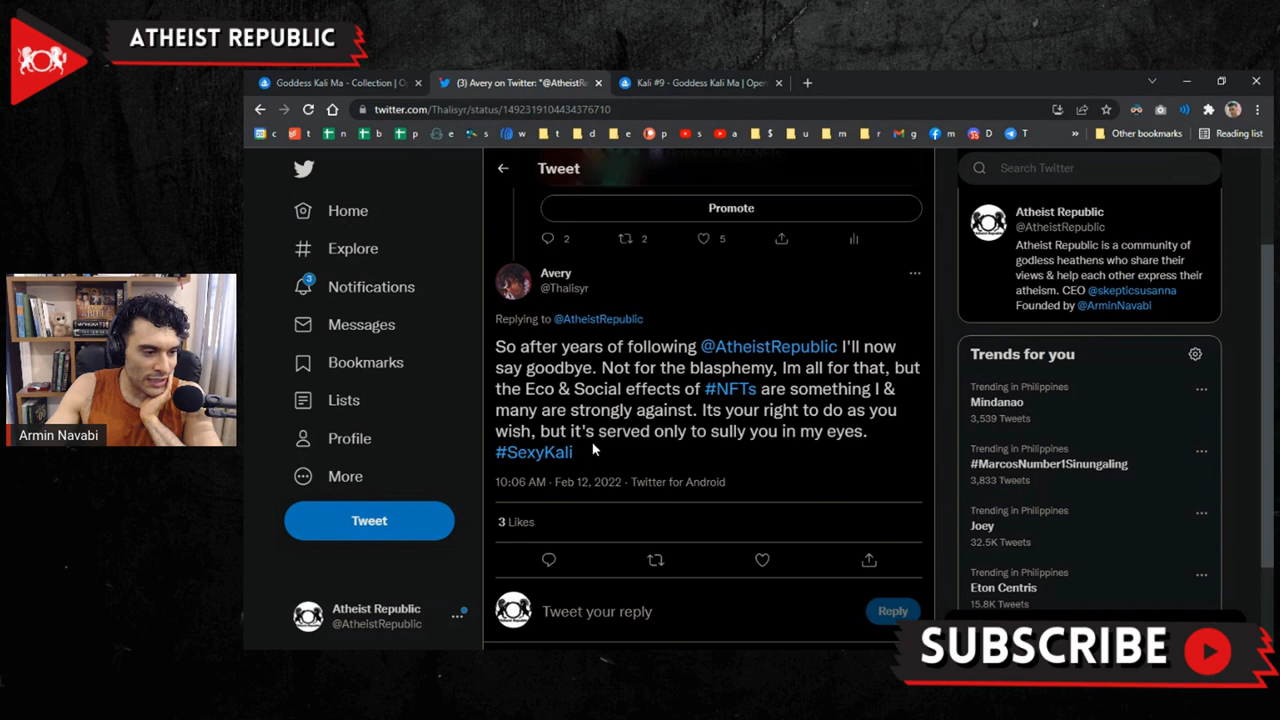 ATHEIST REPUBLIC
Goddess Kali Ma - Collection | O
(3) Avery on Twitter: "@AtheistRe
Kali #9 - Goddess Kali Ma | Open
twitter.com/Thalisyr/status/1492319104434376710
c
t
n
b
p
e
s
w
t
d
e
p
s
a
$
u
m
r
g
m
D
T
»
Other bookmarks
Reading list
Home
Explore
3
Notifications
Messages
Bookmarks
Lists
Profile
More
Tweet
Atheist Republic
@AtheistRepublic
Tweet
Promote
2
2
5
Avery
@Thalisyr
Replying to @AtheistRepublic
So after years of following @AtheistRepublic I'll now
say goodbye. Not for the blasphemy, Im all for that, but
the Eco & Social effects of #NFTs are something I &
many are strongly against. Its your right to do as you
wish, but it's served only to sully you in my eyes.
#SexyKali
10:06 AM · Feb 12, 2022 · Twitter for Android
3 Likes
Tweet your reply
Reply
Search Twitter
Atheist Republic
@AtheistRepublic
Atheist Republic is a community of
godless heathens who share their
views & help each other express their
atheism. CEO @skepticsusanna
Founded by @ArminNavabi
Trends for you
Trending in Philippines
Mindanao
3,539 Tweets
Trending in Philippines
#MarcosNumber1Sinungaling
3,833 Tweets
Trending in Philippines
Joey
32.5K Tweets
Trending in Philippines
Eton Centris
15.8K Tweets
Armin Navabi
SUBSCRIBE